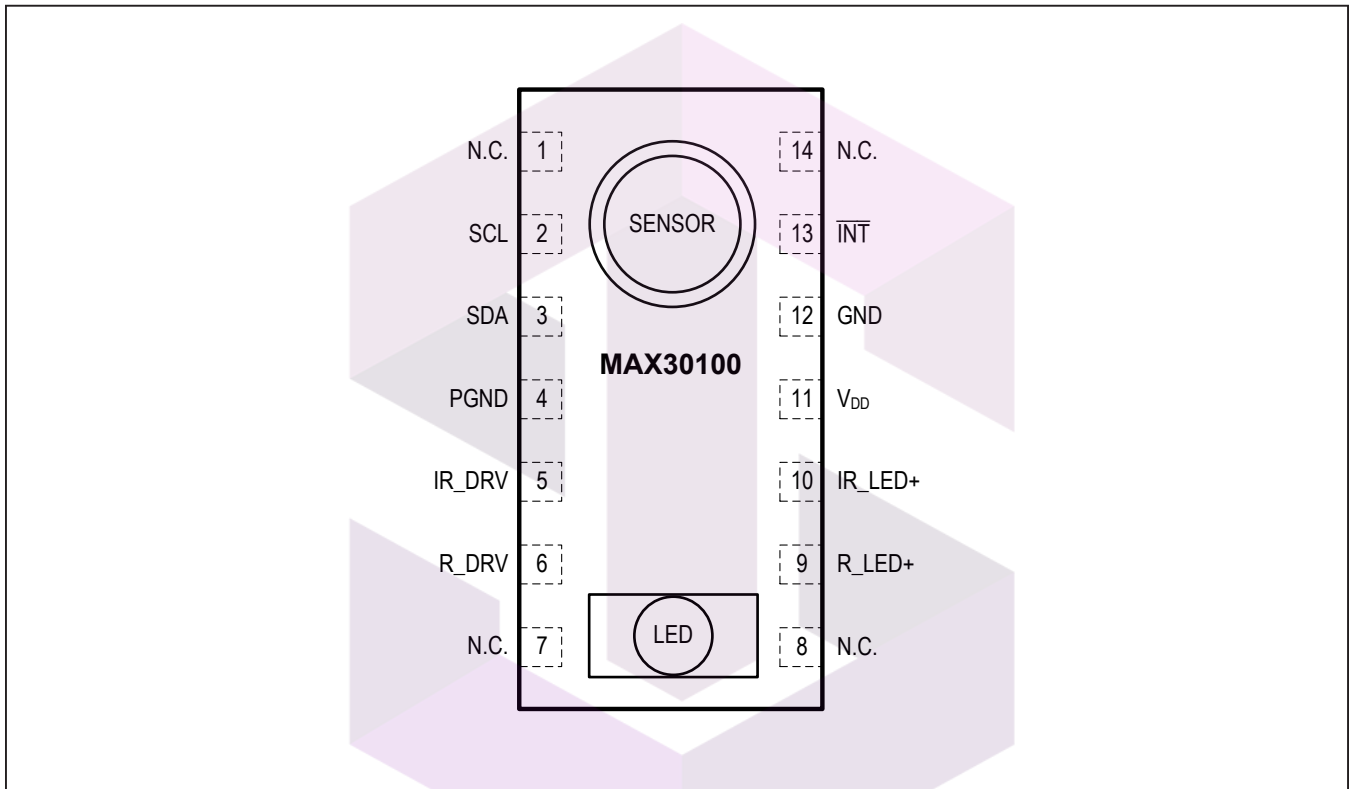 N.C. 1 14 N.C.
SCL 2 SENSOR 13 INT
SDA 3 12 GND
MAX30100
PGND 4 11 VDD
IR_DRV 5 10 IR_LED+
R_DRV 6 9 R_LED+
N.C. 7 LED 8 N.C.